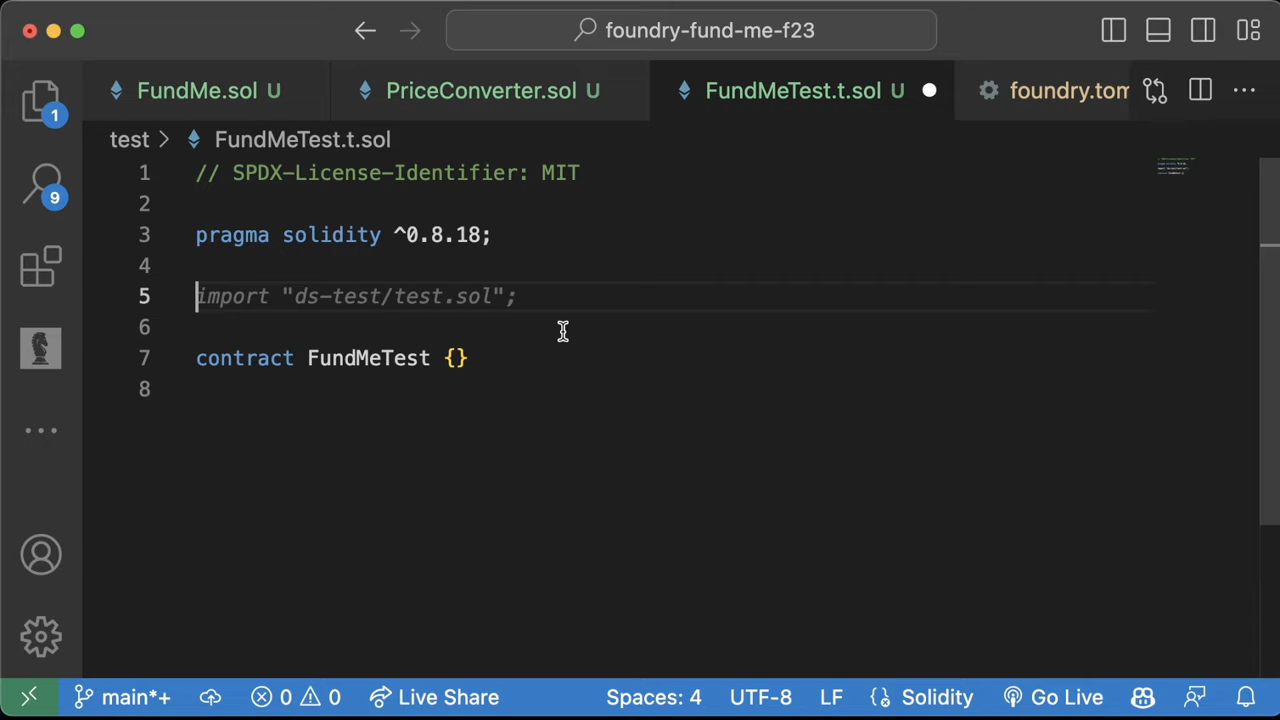 foundry-fund-me-f23
FundMe.sol U
PriceConverter.sol U
FundMeTest.t.sol U
foundry.tom
1
test > FundMeTest.t.sol
1 // SPDX-License-Identifier: MIT
2
9
3 pragma solidity ^0.8.18;
4
5 import "ds-test/test.sol";
6
7 contract FundMeTest {}
8
main*+
0
0
Live Share
Spaces: 4
UTF-8
LF
{} Solidity
Go Live